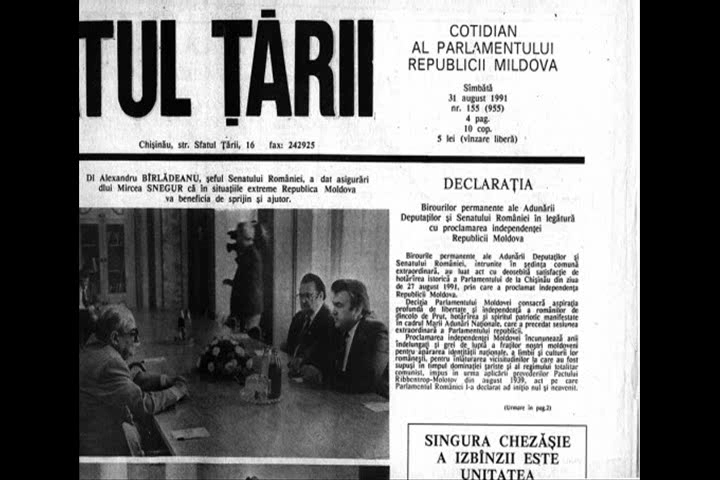 TUL ȚĂRII
COTIDIAN
AL PARLAMENTULUI
REPUBLICII MILDOVA
Sîmbătă
31 august 1991
nr. 155 (955)
4 pag.
10 cop.
5 lei (vînzare liberă)
Chișinău, str. Sfatul Țării, 16 fax: 242925
Dl Alexandru BÎRLĂDEANU, șeful Senatului României, a dat asigurări
dlui Mircea SNEGUR că în situațiile extreme Republica Moldova
va beneficia de sprijin și ajutor.
DECLARAȚIA
Birourilor permanente ale Adunării
Deputaților și Senatului României în legătură
cu proclamarea independenței
Republicii Moldova
Birourile permanente ale Adunării Deputaților și
Senatului României, întrunite în ședința comună
extraordinară, au luat act cu deosebită satisfacție de
hotărîrea istorică a Parlamentului de la Chișinău din ziua
de 27 august 1991, prin care a proclamat independența
Republicii Moldova.
Decizia Parlamentului Moldovei consacră aspirația
profundă de libertate și independență a românilor de
dincolo de Prut, hotărîrea și spiritul patriotic manifestate
în cadrul Marii Adunări Naționale, care a precedat sesiunea
extraordinară a Parlamentului republicii.
Proclamarea independenței Moldovei încununează anii
îndelungați și grei de luptă a fraților noștri moldoveni
pentru apărarea identității naționale, a limbii și culturii lor
românești, pentru înlăturarea vicisitudinilor la care au fost
supuși în timpul dominației țariste și al regimului totalitar
comunist, impus în urma aplicării prevederilor Pactului
Ribbentrop-Molotov din august 1939, act pe care
Parlamentul României l-a declarat ad inițio nul și neavenit.
(Urmare în pag.2)
SINGURA CHEZĂȘIE
A IZBÎNZII ESTE
UNITATEA